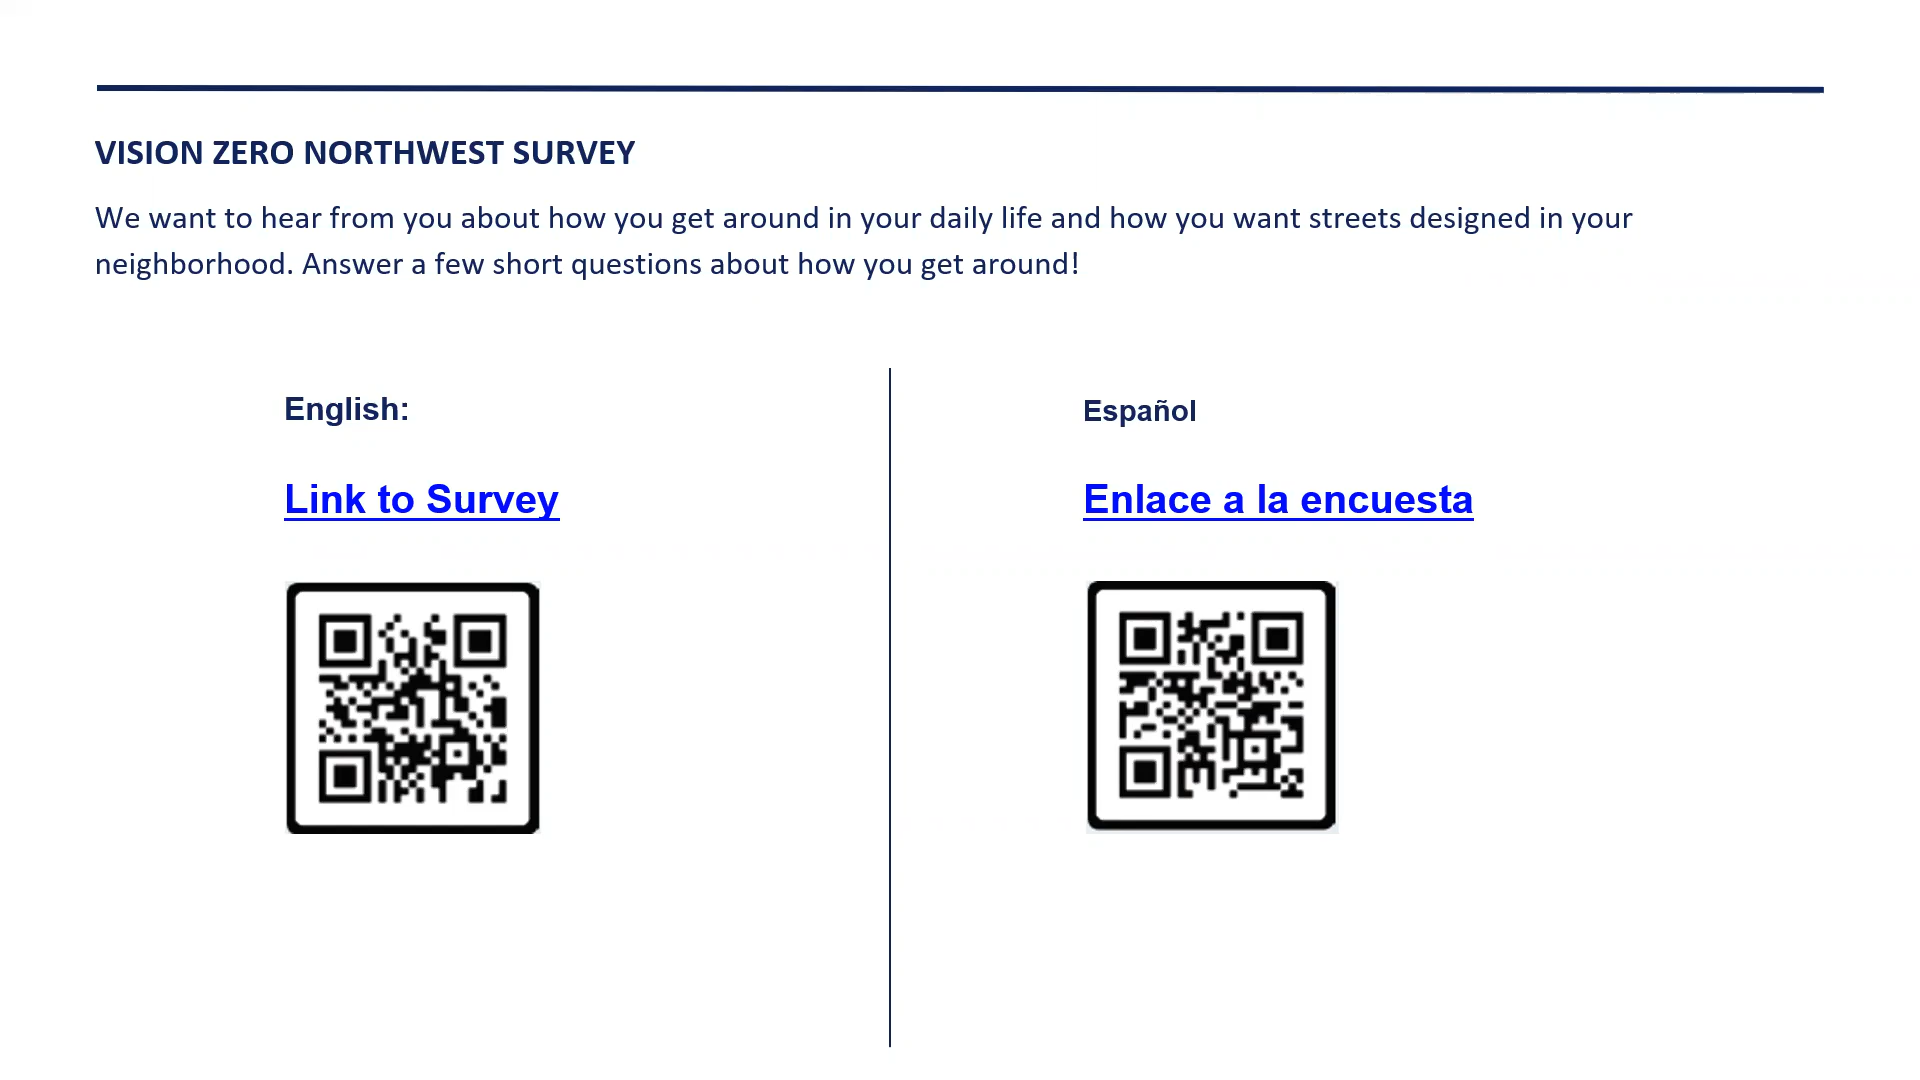 VISION ZERO NORTHWEST SURVEY
We want to hear from you about how you get around in your daily life and how you want streets designed in your
neighborhood. Answer a few short questions about how you get around!
English:
Link to Survey
Español
Enlace a la encuesta